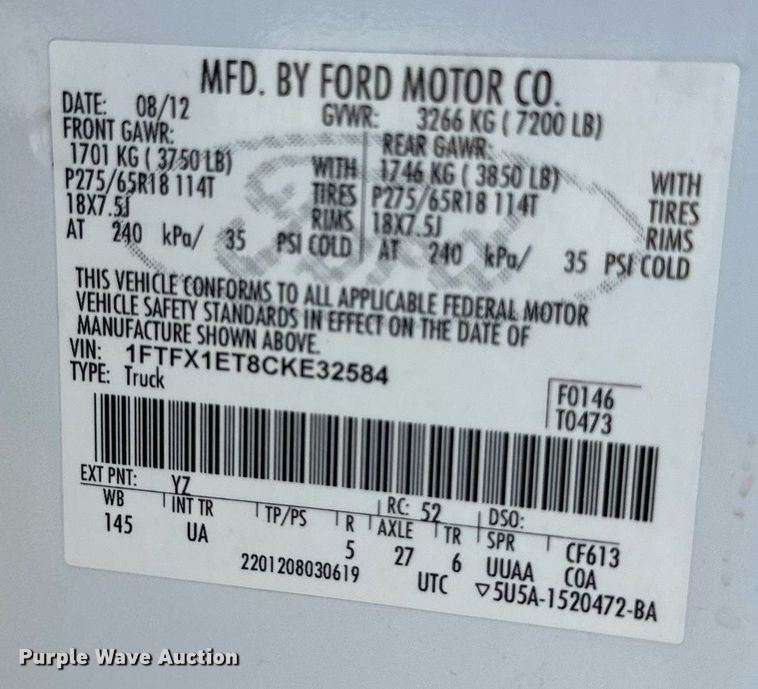 MFD. BY FORD MOTOR CO.
DATE: 08/12 GVWR: 3266 KG ( 7200 LB)
FRONT GAWR: REAR GAWR:
1701 KG ( 3750 LB) WITH 1746 KG ( 3850 LB) WITH
P275/65R18 114T TIRES P275/65R18 114T TIRES
18X7.5J RIMS 18X7.5J RIMS
AT 240 kPa/ 35 PSI COLD AT 240 kPa/ 35 PSI COLD
THIS VEHICLE CONFORMS TO ALL APPLICABLE FEDERAL MOTOR
VEHICLE SAFETY STANDARDS IN EFFECT ON THE DATE OF
MANUFACTURE SHOWN ABOVE.
VIN: 1FTFX1ET8CKE32584
TYPE: Truck
F0146
T0473
EXT PNT: YZ RC: 52 DSO:
WB INT TR TP/PS R AXLE TR SPR CF613
145 UA 5 27 6 UUAA COA
2201208030619 UTC ▽5U5A-1520472-BA
Purple Wave Auction